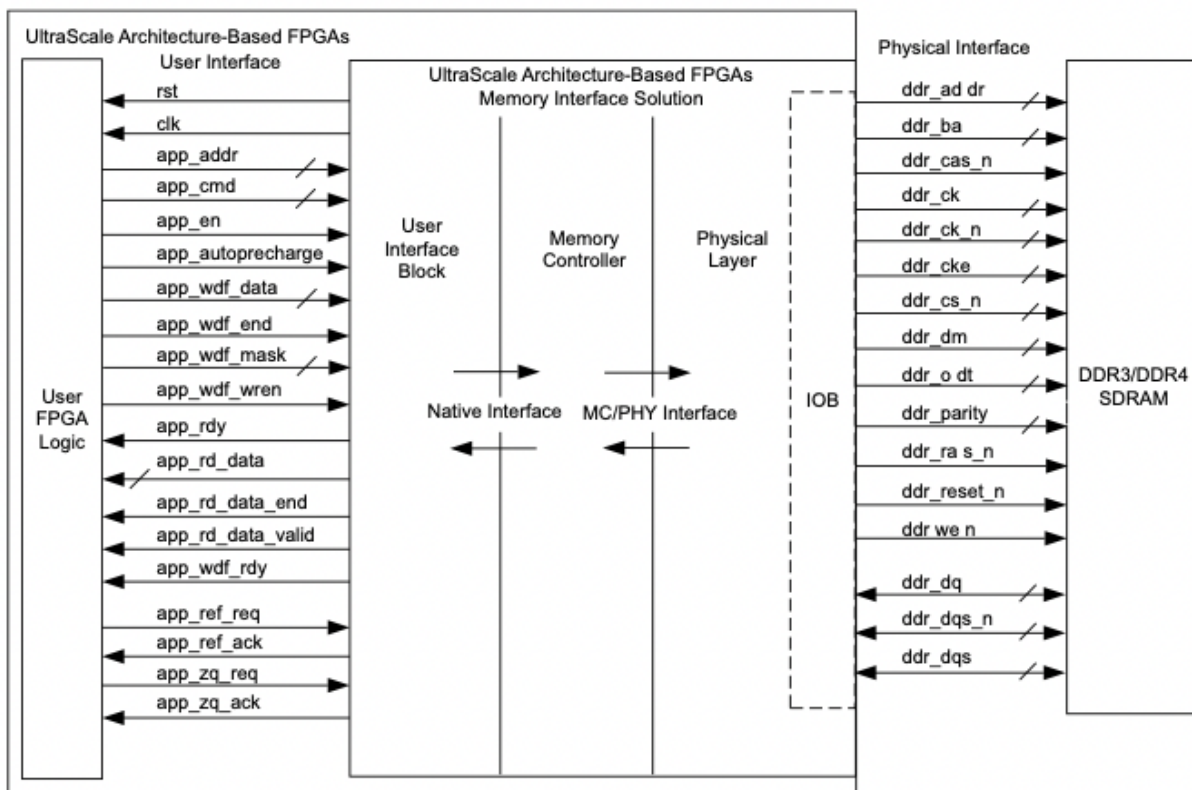 UltraScale Architecture-Based FPGAs
User Interface
rst
clk
app_addr
app_cmd
app_en
app_autoprecharge
app_wdf_data
app_wdf_end
app_wdf_mask
app_wdf_wren
app_rdy
app_rd_data
app_rd_data_end
app_rd_data_valid
app_wdf_rdy
app_ref_req
app_ref_ack
app_zq_req
app_zq_ack
User
FPGA
Logic
UltraScale Architecture-Based FPGAs
Memory Interface Solution
User
Interface
Block
Memory
Controller
Physical
Layer
Native Interface
MC/PHY Interface
IOB
Physical Interface
ddr_ad dr
ddr_ba
ddr_cas_n
ddr_ck
ddr_ck_n
ddr_cke
ddr_cs_n
ddr_dm
ddr_o dt
ddr_parity
ddr_ra s_n
ddr_reset_n
ddr we n
ddr_dq
ddr_dqs_n
ddr_dqs
DDR3/DDR4
SDRAM